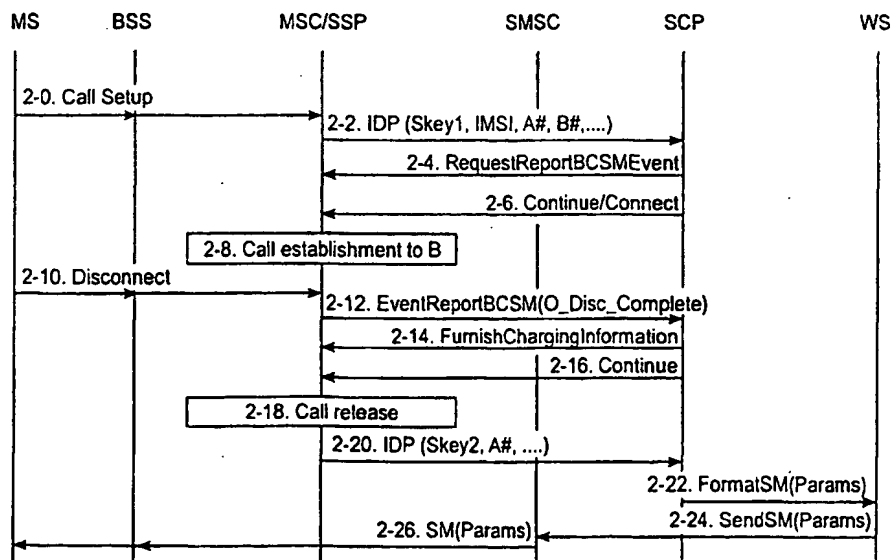 MS BSS MSC/SSP SMSC SCP WS
2-0. Call Setup
2-2. IDP (Skey1, IMSI, A#, B#,....)
2-4. RequestReportBCSMEvent
2-6. Continue/Connect
2-8. Call establishment to B
2-10. Disconnect
2-12. EventReportBCSM(O_Disc_Complete)
2-14. FurnishChargingInformation
2-16. Continue
2-18. Call release
2-20. IDP (Skey2, A#, ....)
2-22. FormatSM(Params)
2-24. SendSM(Params)
2-26. SM(Params)